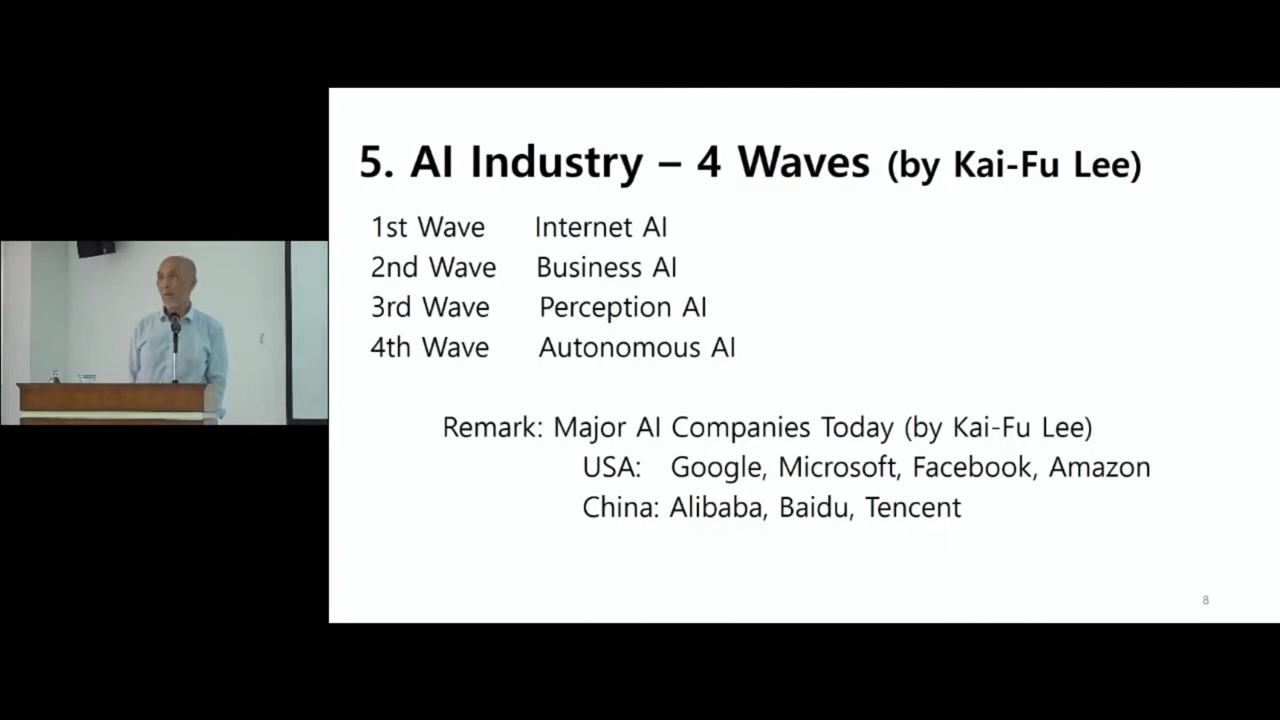 5. AI Industry – 4 Waves (by Kai-Fu Lee)
1st Wave Internet AI
2nd Wave Business AI
3rd Wave Perception AI
4th Wave Autonomous AI
Remark: Major AI Companies Today (by Kai-Fu Lee)
USA: Google, Microsoft, Facebook, Amazon
China: Alibaba, Baidu, Tencent
8